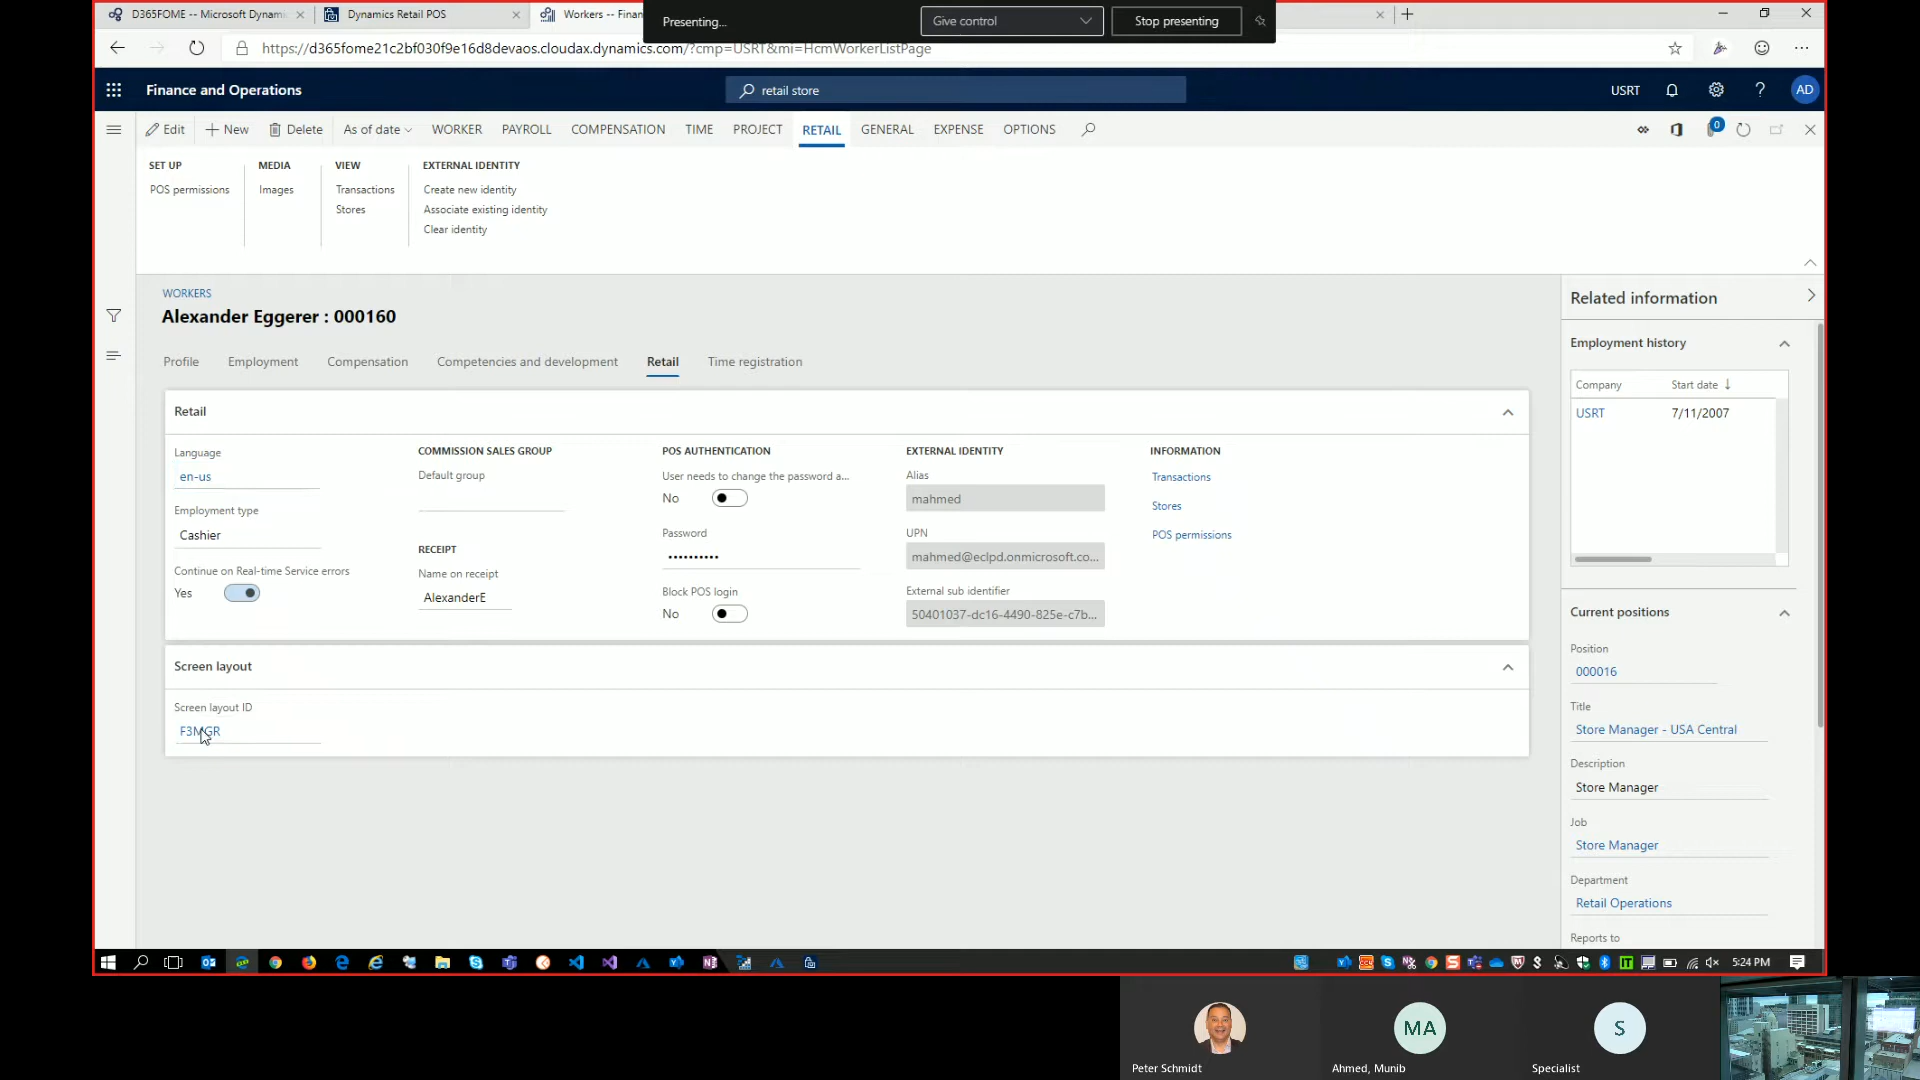 D365FOME -- Microsoft Dynami
Dynamics Retail POS
Workers -- Finan
Presenting...
Give control
Stop presenting
https://d365fome21c2bf030f9e16d8devaos.cloudax.dynamics.com/?cmp=USRT&mi=HcmWorkerListPage
Finance and Operations
retail store
USRT
AD
Edit
New
Delete
As of date
WORKER
PAYROLL
COMPENSATION
TIME
PROJECT
RETAIL
GENERAL
EXPENSE
OPTIONS
0
SET UP
POS permissions
MEDIA
Images
VIEW
Transactions
Stores
EXTERNAL IDENTITY
Create new identity
Associate existing identity
Clear identity
WORKERS
Alexander Eggerer : 000160
Profile
Employment
Compensation
Competencies and development
Retail
Time registration
Retail
Language
en-us
Employment type
Cashier
Continue on Real-time Service errors
Yes
COMMISSION SALES GROUP
Default group
RECEIPT
Name on receipt
AlexanderE
POS AUTHENTICATION
User needs to change the password a...
No
Password
••••••••••
Block POS login
No
EXTERNAL IDENTITY
Alias
mahmed
UPN
mahmed@eclpd.onmicrosoft.co...
External sub identifier
50401037-dc16-4490-825e-c7b...
INFORMATION
Transactions
Stores
POS permissions
Screen layout
Screen layout ID
F3MGR
Related information
Employment history
Company
Start date
USRT
7/11/2007
Current positions
Position
000016
Title
Store Manager - USA Central
Description
Store Manager
Job
Store Manager
Department
Retail Operations
Reports to
5:24 PM
MA
S
Peter Schmidt
Ahmed, Munib
Specialist